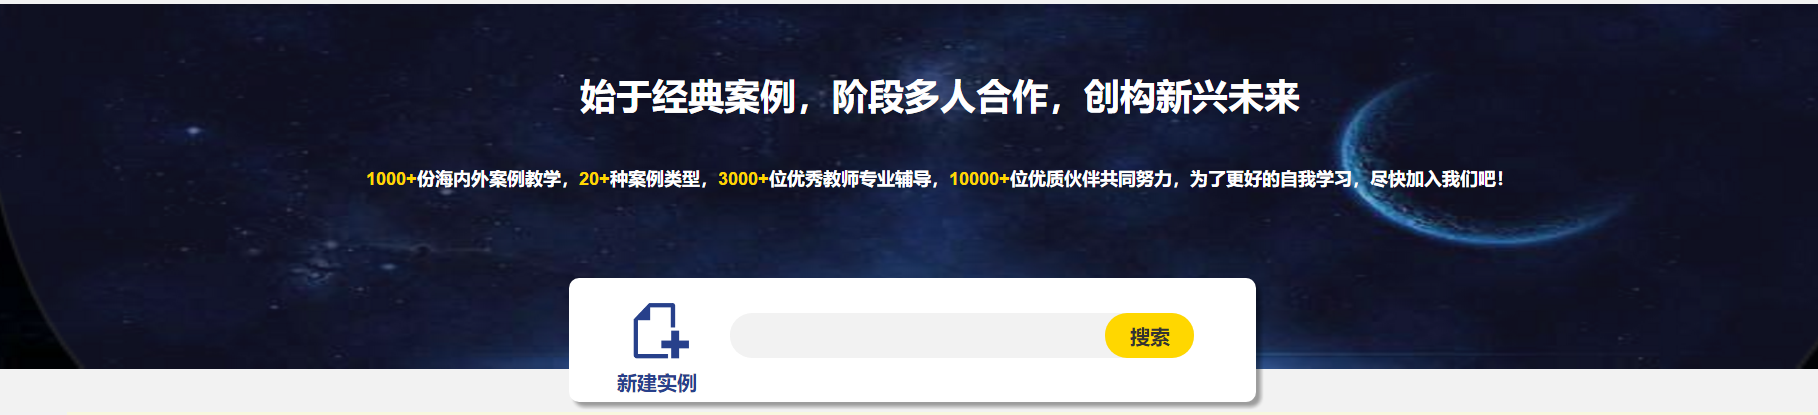 始于经典案例，阶段多人合作，创构新兴未来
1000+份海内外案例教学，20+种案例类型，3000+位优秀教师专业辅导，10000+位优质伙伴共同努力，为了更好的自我学习，尽快加入我们吧！
搜索
新建实例